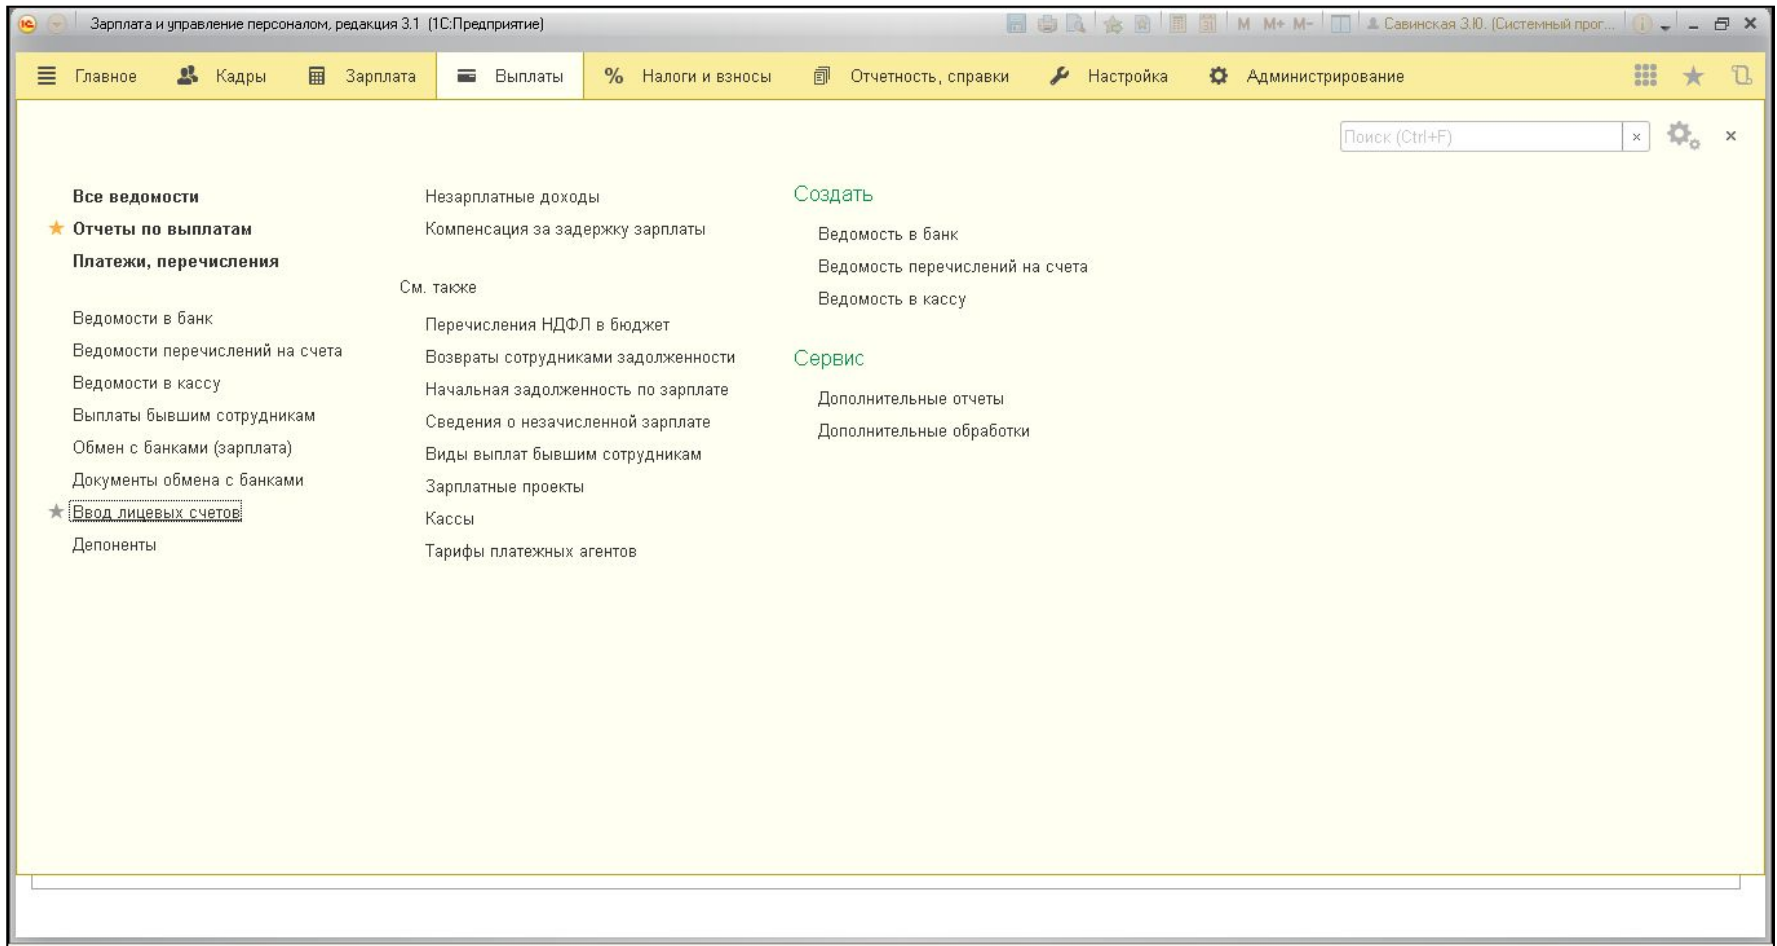 Зарплата и управление персоналом, редакция 3.1 (1С:Предприятие)
M M+ M- Савинская З.Ю. (Системный прог...
Главное Кадры Зарплата Выплаты % Налоги и взносы Отчетность, справки Настройка Администрирование
Поиск (Ctrl+F)
Все ведомости
Отчеты по выплатам
Платежи, перечисления
Ведомости в банк
Ведомости перечислений на счета
Ведомости в кассу
Выплаты бывшим сотрудникам
Обмен с банками (зарплата)
Документы обмена с банками
Ввод лицевых счетов
Депоненты
Незарплатные доходы
Компенсация за задержку зарплаты
См. также
Перечисления НДФЛ в бюджет
Возвраты сотрудниками задолженности
Начальная задолженность по зарплате
Сведения о незачисленной зарплате
Виды выплат бывшим сотрудникам
Зарплатные проекты
Кассы
Тарифы платежных агентов
Создать
Ведомость в банк
Ведомость перечислений на счета
Ведомость в кассу
Сервис
Дополнительные отчеты
Дополнительные обработки